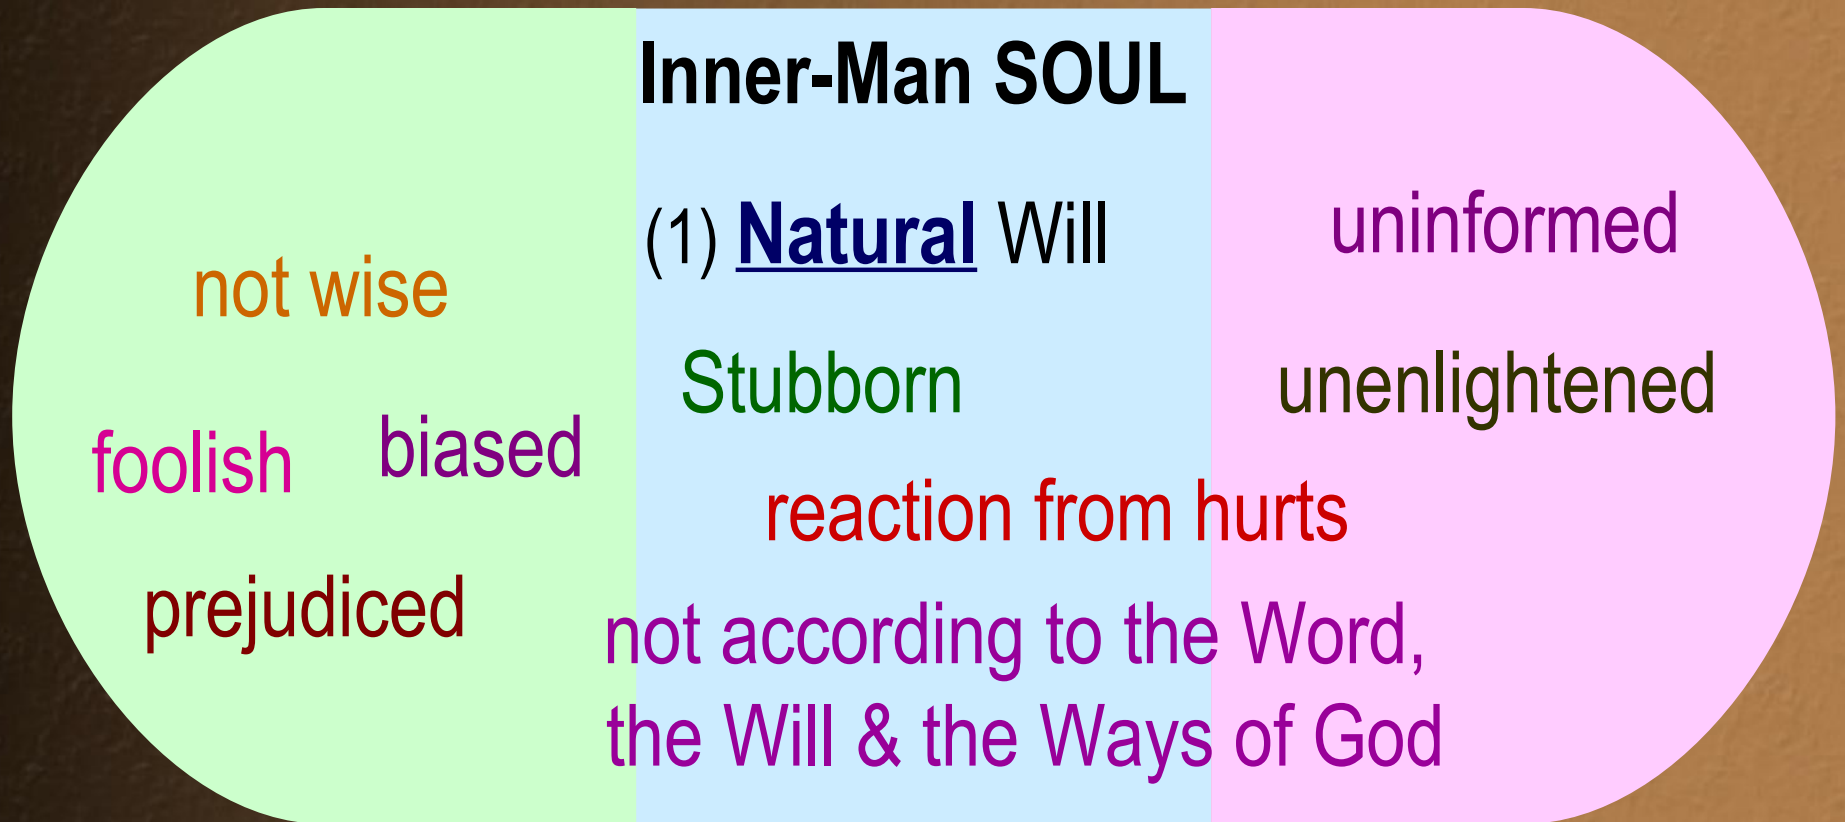 Inner-Man SOUL
(1) Natural Will
uninformed
not wise
Stubborn
unenlightened
foolish
biased
reaction from hurts
prejudiced
not according to the Word,
the Will & the Ways of God